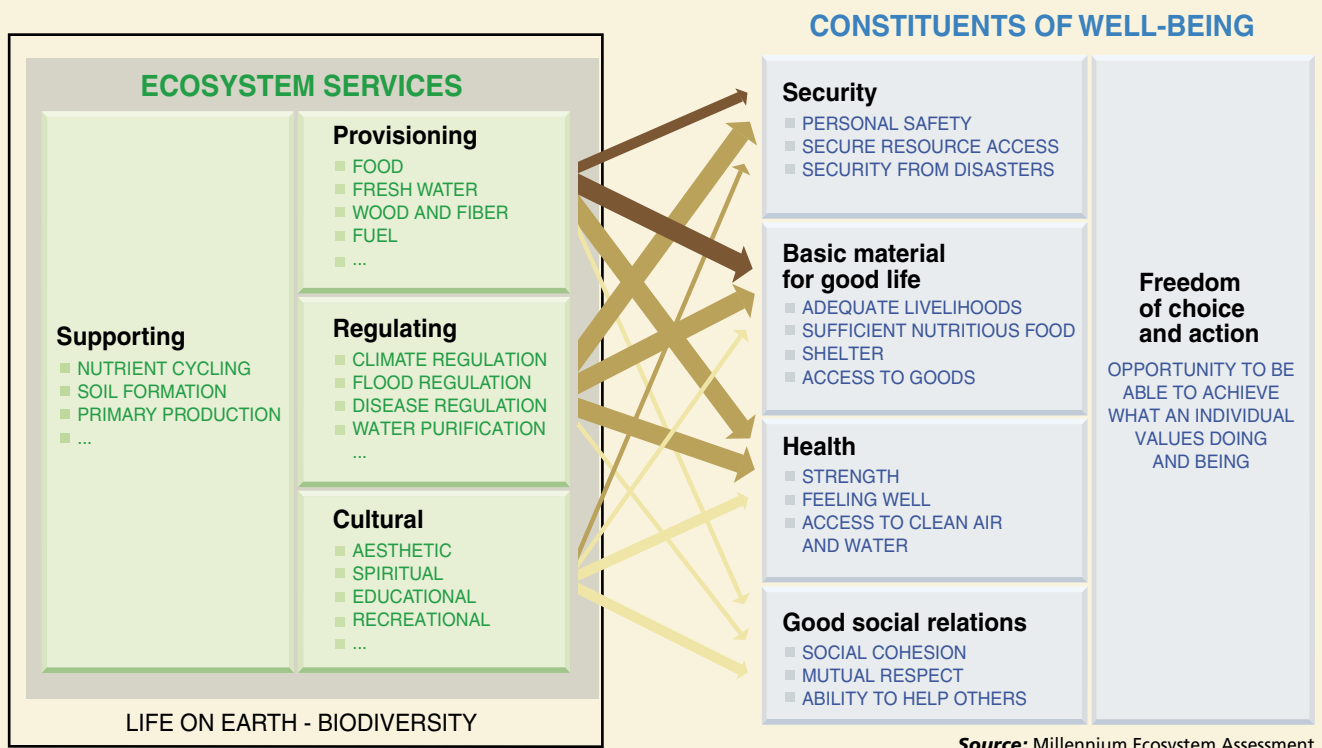 CONSTITUENTS OF WELL-BEING
ECOSYSTEM SERVICES
Supporting
NUTRIENT CYCLING
SOIL FORMATION
PRIMARY PRODUCTION
...
Provisioning
FOOD
FRESH WATER
WOOD AND FIBER
FUEL
...
Regulating
CLIMATE REGULATION
FLOOD REGULATION
DISEASE REGULATION
WATER PURIFICATION
...
Cultural
AESTHETIC
SPIRITUAL
EDUCATIONAL
RECREATIONAL
...
LIFE ON EARTH - BIODIVERSITY
Security
PERSONAL SAFETY
SECURE RESOURCE ACCESS
SECURITY FROM DISASTERS
Basic material
for good life
ADEQUATE LIVELIHOODS
SUFFICIENT NUTRITIOUS FOOD
SHELTER
ACCESS TO GOODS
Health
STRENGTH
FEELING WELL
ACCESS TO CLEAN AIR
AND WATER
Good social relations
SOCIAL COHESION
MUTUAL RESPECT
ABILITY TO HELP OTHERS
Freedom
of choice
and action
OPPORTUNITY TO BE
ABLE TO ACHIEVE
WHAT AN INDIVIDUAL
VALUES DOING
AND BEING
Source: Millennium Ecosystem Assessment